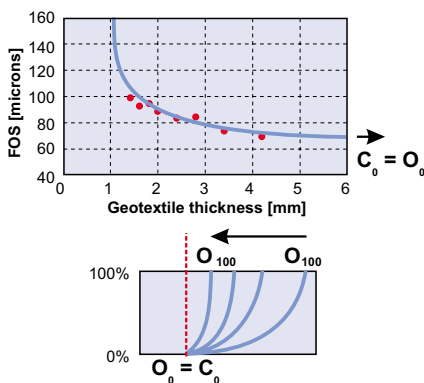 160
140
120
100
80
60
40
FOS [microns]
0 1 2 3 4 5 6
Geotextile thickness [mm]
C₀ = O₀
O₁₀₀ O₁₀₀
100%
0%
O₀ = C₀